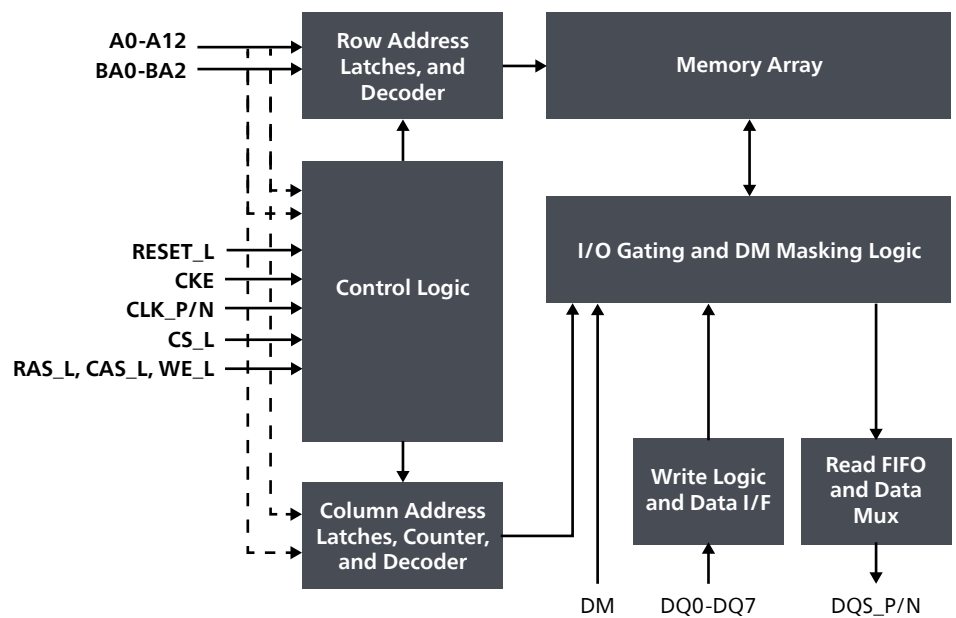 A0-A12
BA0-BA2
Row Address
Latches, and
Decoder
Memory Array
RESET_L
CKE
CLK_P/N
CS_L
RAS_L, CAS_L, WE_L
Control Logic
I/O Gating and DM Masking Logic
Column Address
Latches, Counter,
and Decoder
Write Logic
and Data I/F
Read FIFO
and Data
Mux
DM
DQ0-DQ7
DQS_P/N